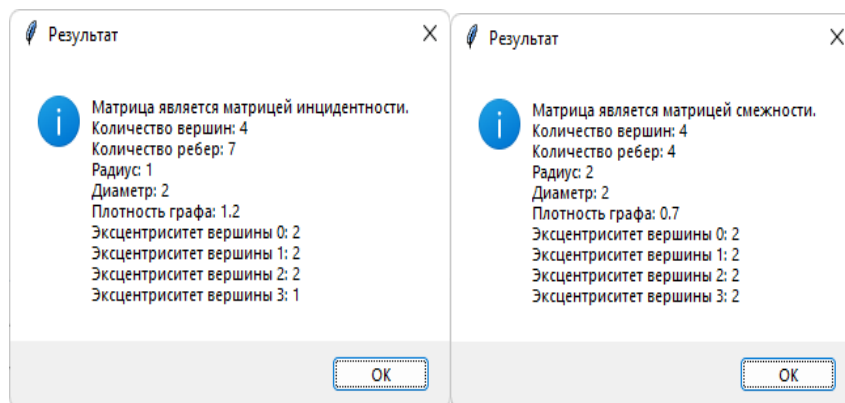 Результат
Матрица является матрицей инцидентности.
Количество вершин: 4
Количество ребер: 7
Радиус: 1
Диаметр: 2
Плотность графа: 1.2
Эксцентриситет вершины 0: 2
Эксцентриситет вершины 1: 2
Эксцентриситет вершины 2: 2
Эксцентриситет вершины 3: 1
OK
Результат
Матрица является матрицей смежности.
Количество вершин: 4
Количество ребер: 4
Радиус: 2
Диаметр: 2
Плотность графа: 0.7
Эксцентриситет вершины 0: 2
Эксцентриситет вершины 1: 2
Эксцентриситет вершины 2: 2
Эксцентриситет вершины 3: 2
OK